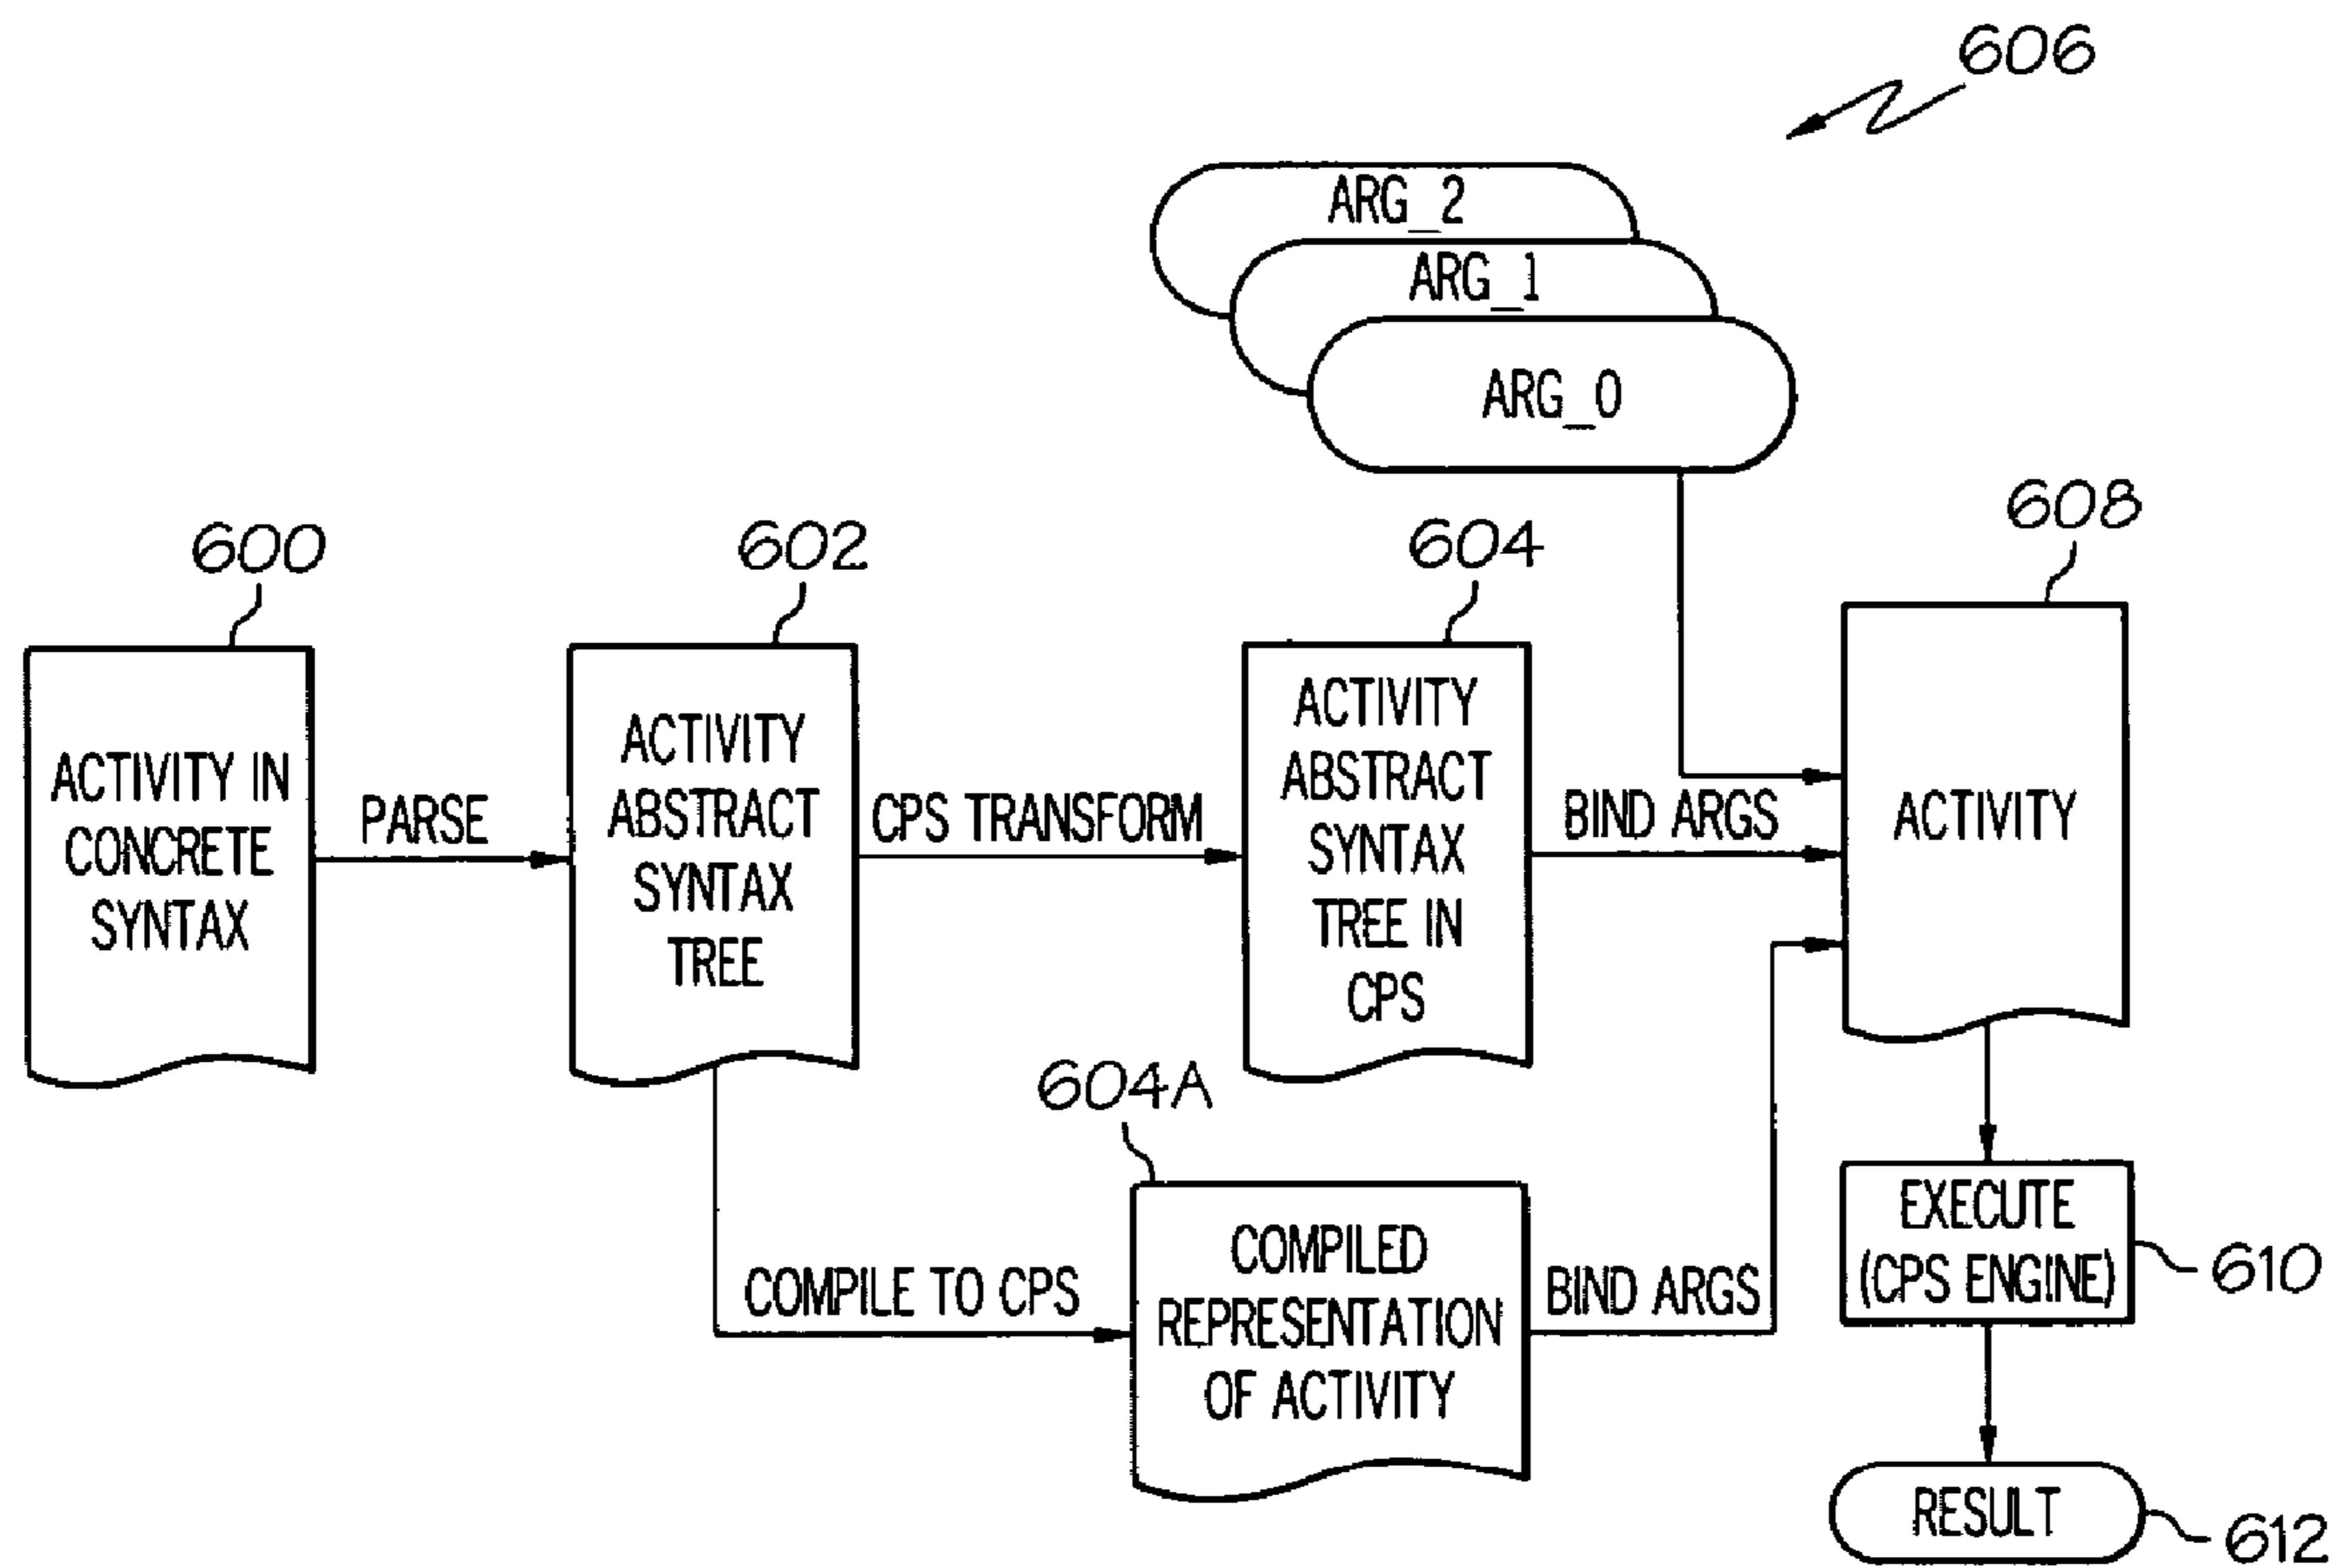 606
ARG_2
ARG_1
ARG_0
600
602
604
608
ACTIVITY IN
CONCRETE
SYNTAX
PARSE
ACTIVITY
ABSTRACT
SYNTAX
TREE
CPS TRANSFORM
ACTIVITY
ABSTRACT
SYNTAX
TREE IN
CPS
BIND ARGS
ACTIVITY
604A
COMPILE TO CPS
COMPILED
REPRESENTATION
OF ACTIVITY
BIND ARGS
EXECUTE
(CPS ENGINE)
610
RESULT
612